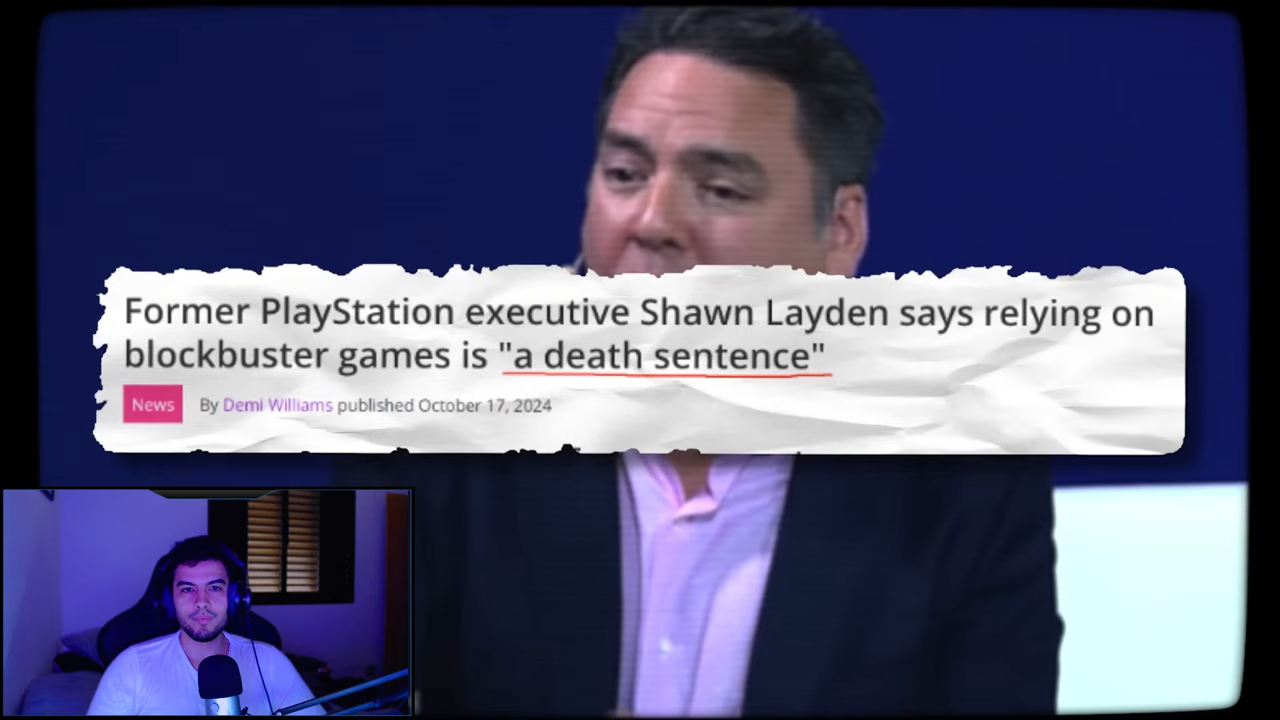 Former PlayStation executive Shawn Layden says relying on
blockbuster games is "a death sentence"
News By Demi Williams published October 17, 2024